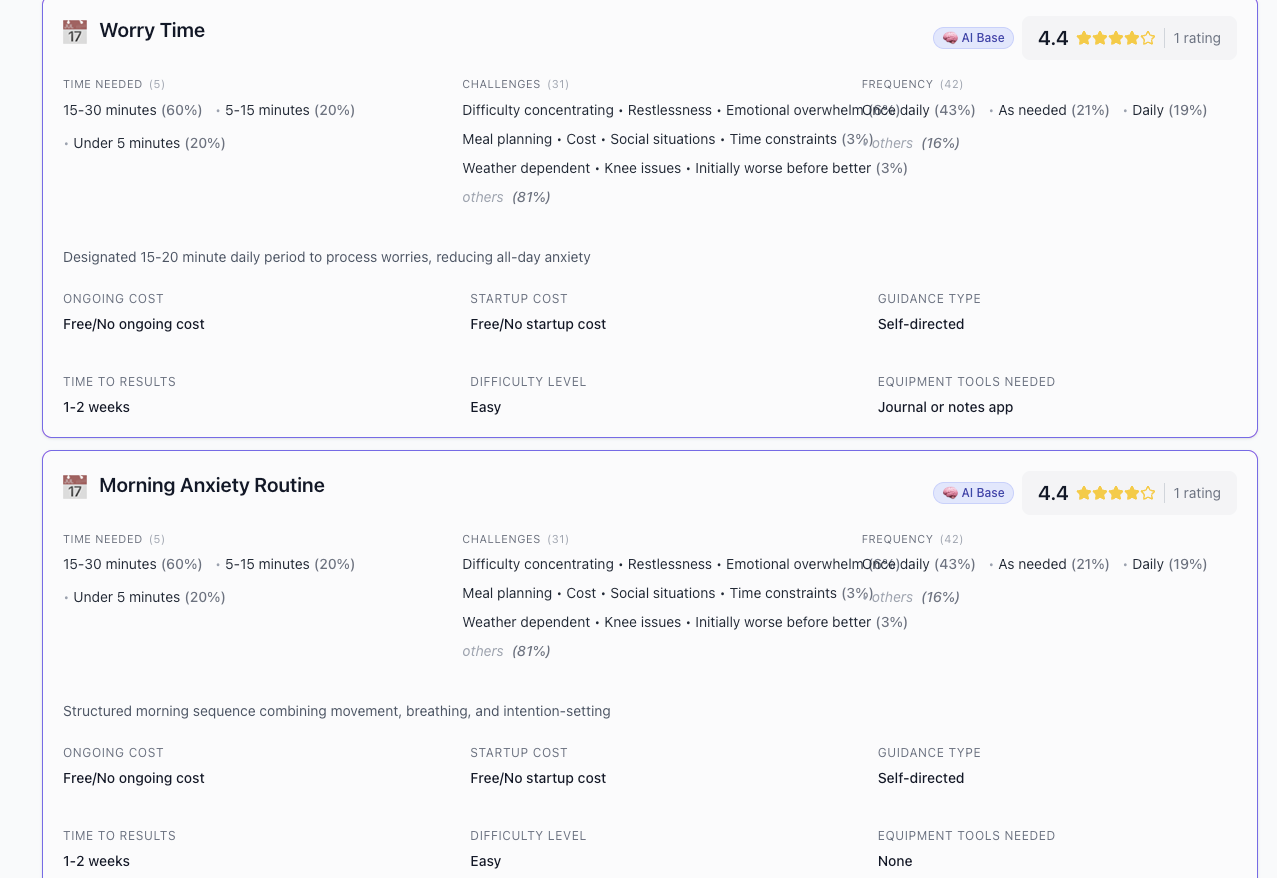 17 Worry Time
AI Base
4.4
1 rating
TIME NEEDED (5)
15-30 minutes (60%) • 5-15 minutes (20%)
• Under 5 minutes (20%)
CHALLENGES (31)
Difficulty concentrating • Restlessness • Emotional overwhelm (6%)
Meal planning • Cost • Social situations • Time constraints (3%)
Weather dependent • Knee issues • Initially worse before better (3%)
others (81%)
FREQUENCY (42)
Once daily (43%) • As needed (21%) • Daily (19%)
• others (16%)
Designated 15-20 minute daily period to process worries, reducing all-day anxiety
ONGOING COST
Free/No ongoing cost
STARTUP COST
Free/No startup cost
GUIDANCE TYPE
Self-directed
TIME TO RESULTS
1-2 weeks
DIFFICULTY LEVEL
Easy
EQUIPMENT TOOLS NEEDED
Journal or notes app
17 Morning Anxiety Routine
AI Base
4.4
1 rating
TIME NEEDED (5)
15-30 minutes (60%) • 5-15 minutes (20%)
• Under 5 minutes (20%)
CHALLENGES (31)
Difficulty concentrating • Restlessness • Emotional overwhelm (6%)
Meal planning • Cost • Social situations • Time constraints (3%)
Weather dependent • Knee issues • Initially worse before better (3%)
others (81%)
FREQUENCY (42)
Once daily (43%) • As needed (21%) • Daily (19%)
• others (16%)
Structured morning sequence combining movement, breathing, and intention-setting
ONGOING COST
Free/No ongoing cost
STARTUP COST
Free/No startup cost
GUIDANCE TYPE
Self-directed
TIME TO RESULTS
1-2 weeks
DIFFICULTY LEVEL
Easy
EQUIPMENT TOOLS NEEDED
None